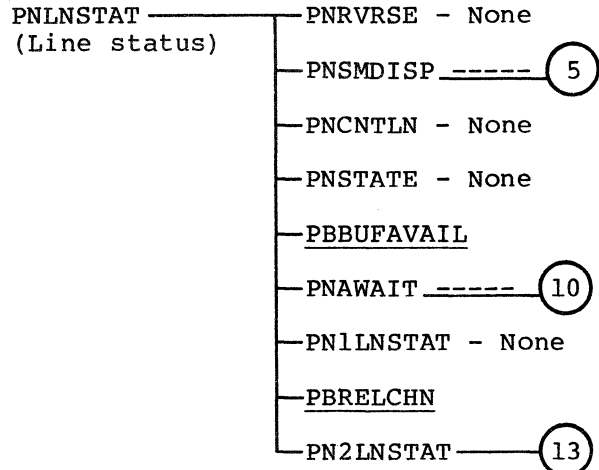 PNLNSTAT PNRVRSE - None
(Line status)
PNSMDISP ----- 5
PNCNTLN - None
PNSTATE - None
PBBUFAVAIL
PNAWAIT ----- 10
PN1LNSTAT - None
PBRELCHN
PN2LNSTAT 13